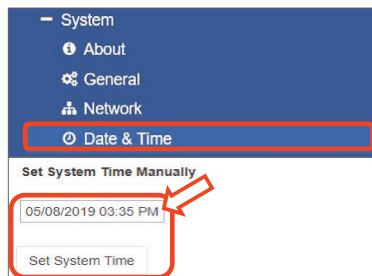 System
About
General
Network
Date & Time
Set System Time Manually
05/08/2019 03:35 PM
Set System Time